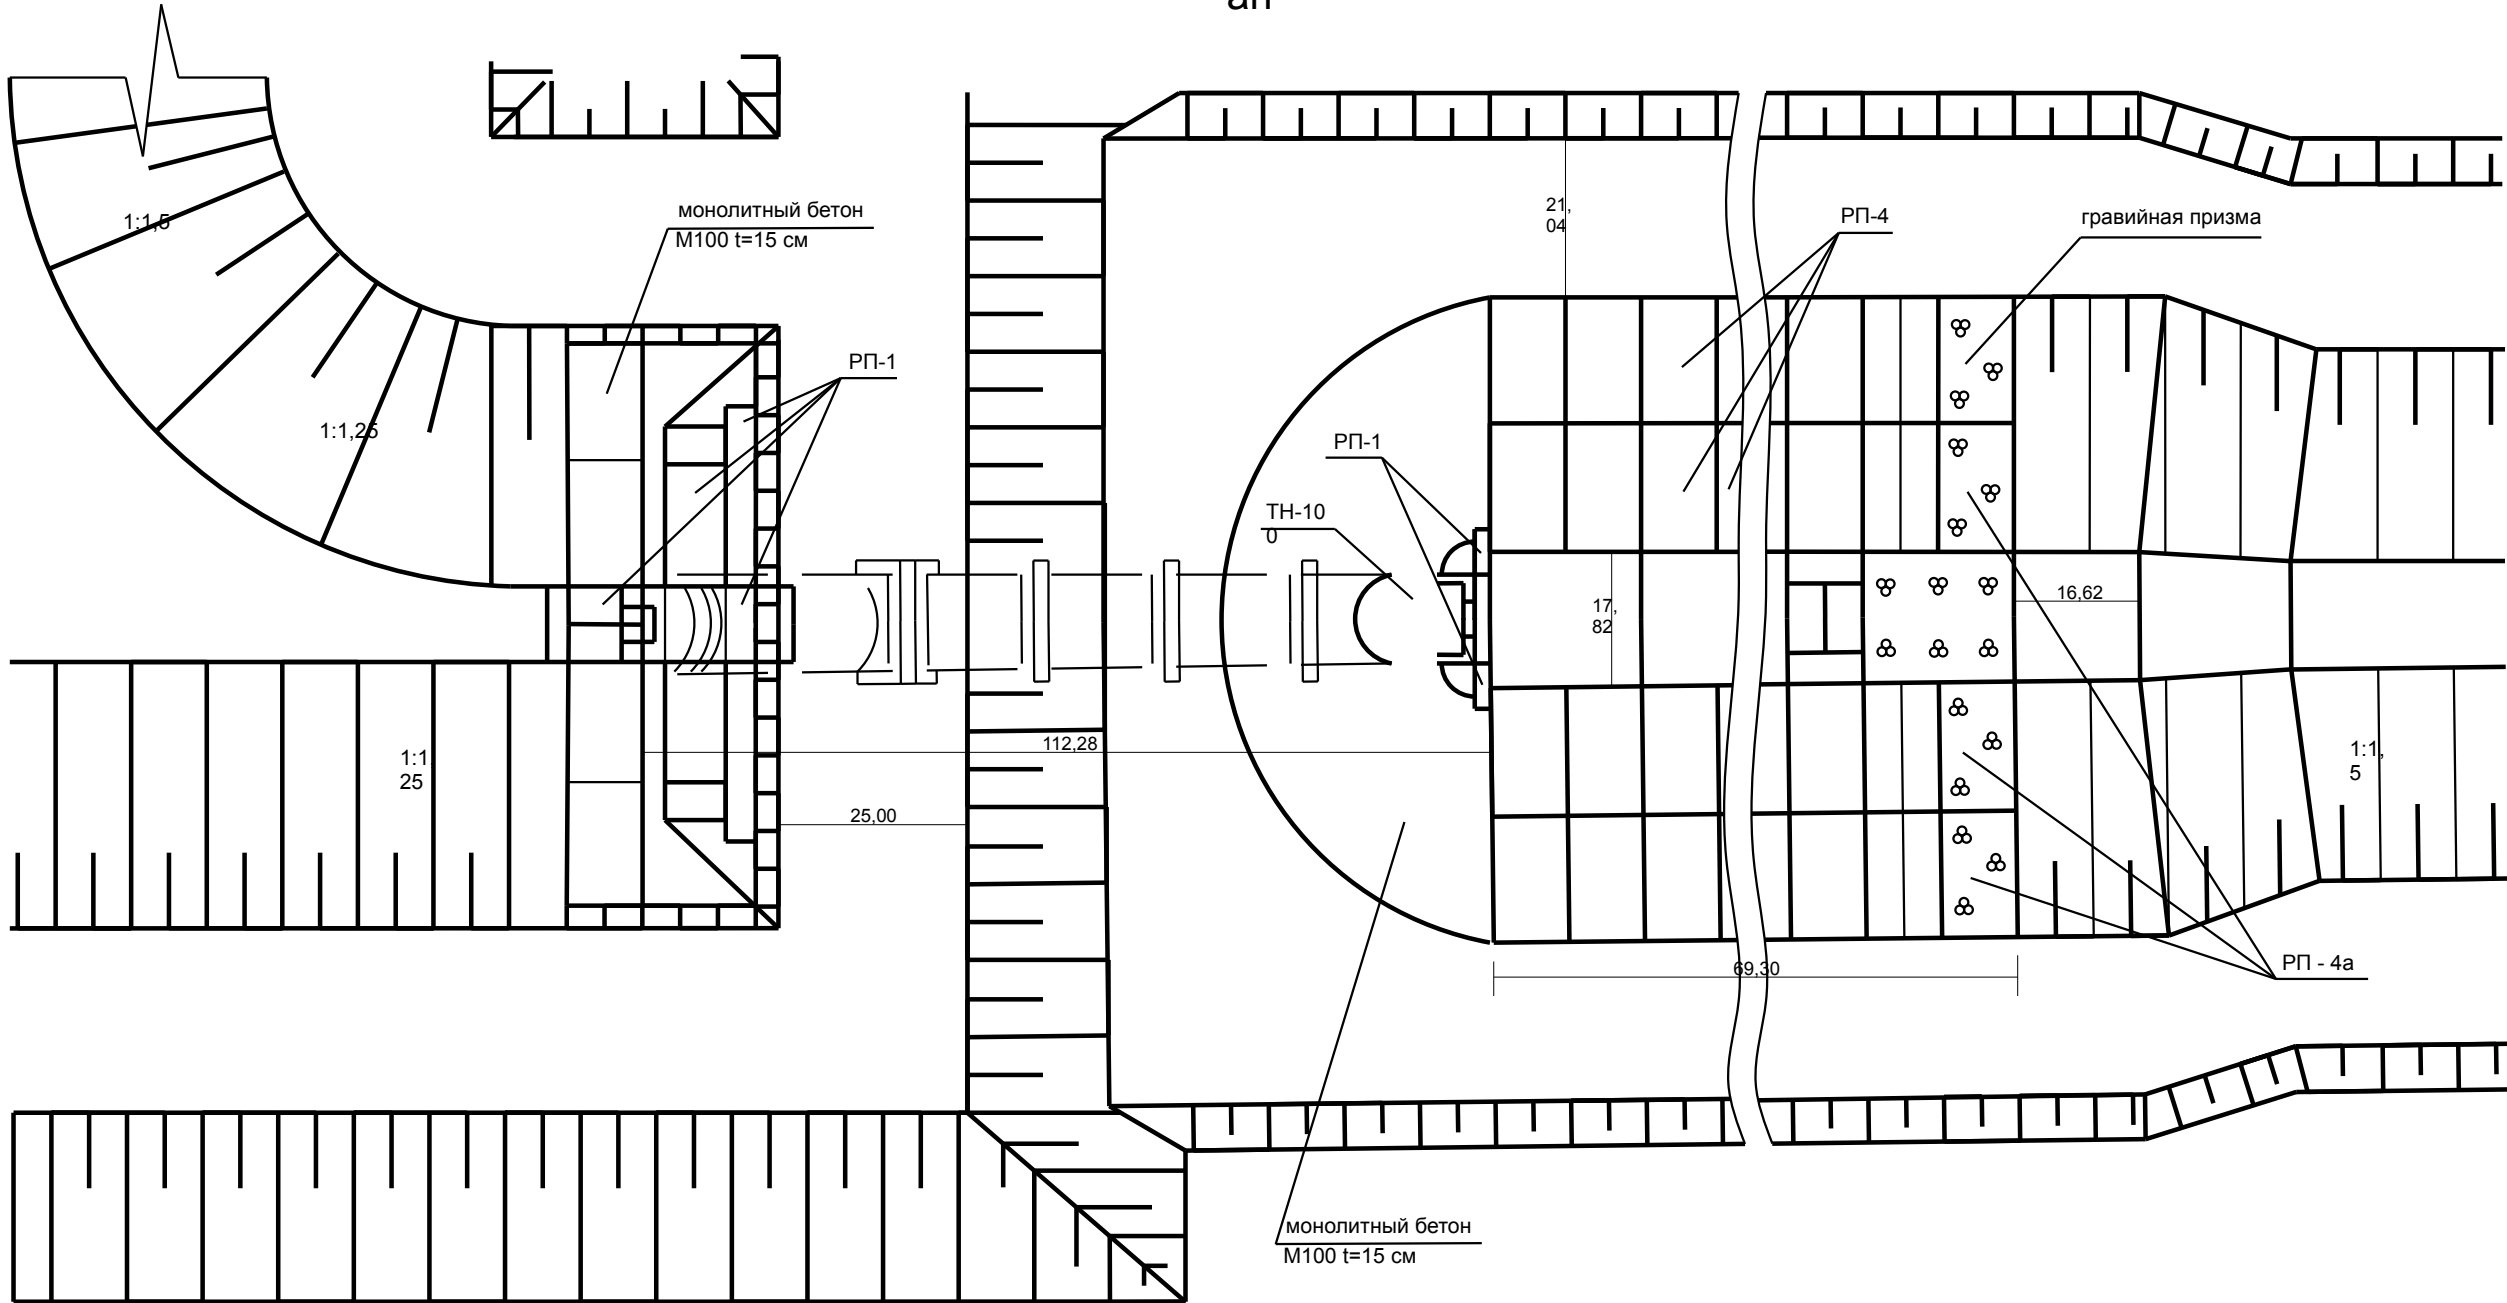 ан
1:1,5
монолитный бетон
М100 t=15 см
21,
04
РП-4
гравийная призма
РП-1
1:1,25
РП-1
ТН-10
0
17,
82
16,62
112,28
1:1
25
1:1,
5
25,00
69,30
РП - 4а
монолитный бетон
М100 t=15 см